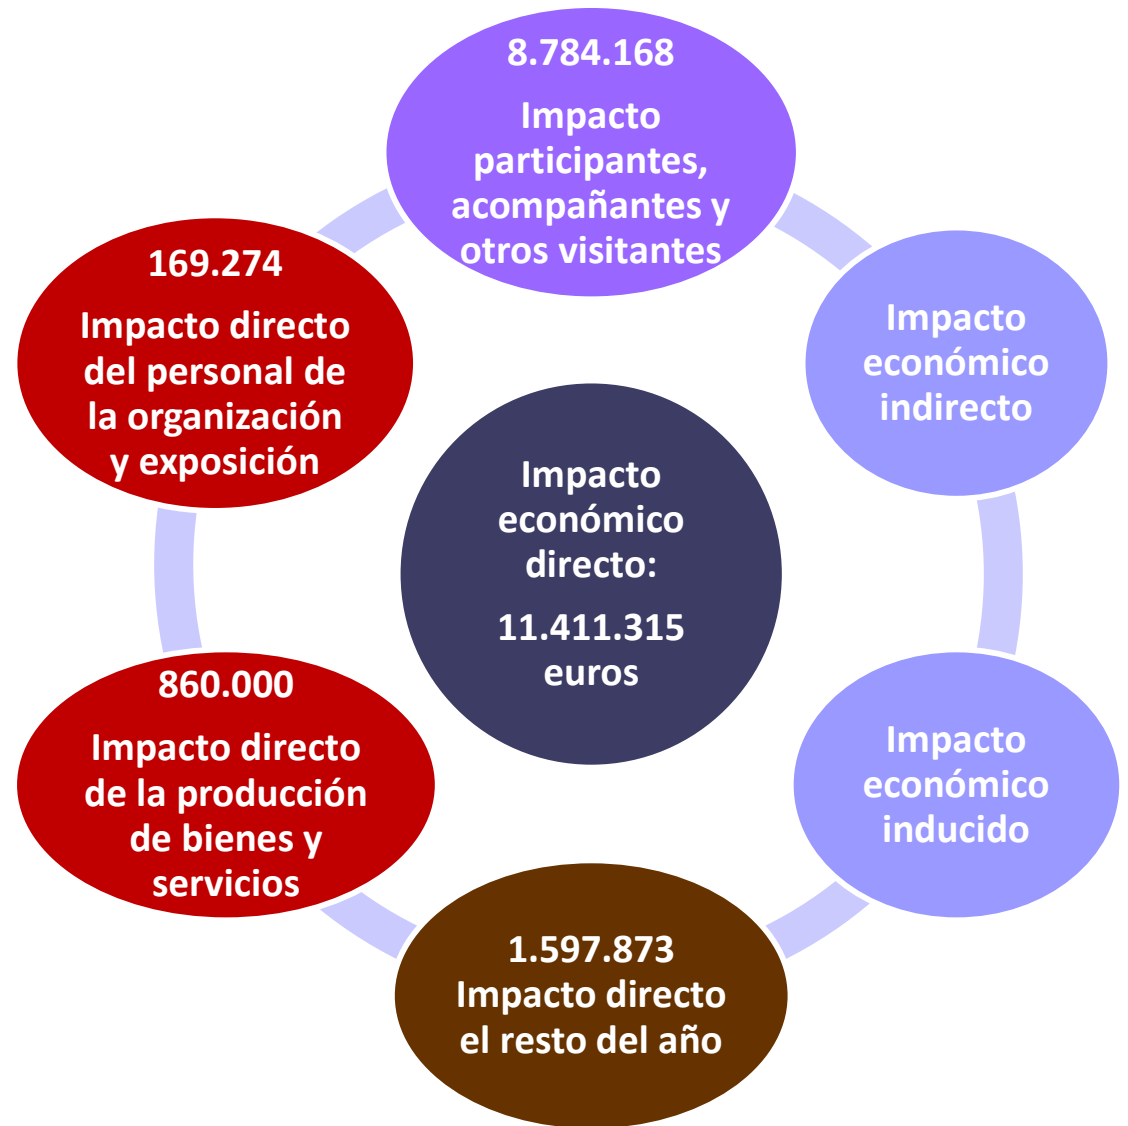 8.784.168
Impacto
participantes,
acompañantes y
otros visitantes
169.274
Impacto directo
del personal de
la organización
y exposición
Impacto
económico
indirecto
Impacto
económico
directo:
11.411.315
euros
860.000
Impacto directo
de la producción
de bienes y
servicios
Impacto
económico
inducido
1.597.873
Impacto directo
el resto del año